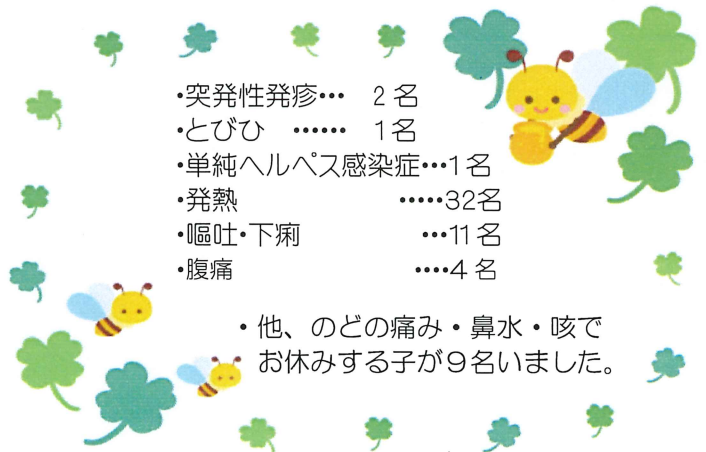 ・突発性発疹・・・　2名
・とびひ　・・・・・・　1名
・単純ヘルペス感染症・・・1名
・発熱　・・・・・32名
・嘔吐・下痢　・・・11名
・腹痛　・・・・4名
・他、のどの痛み・鼻水・咳で
お休みする子が9名いました。